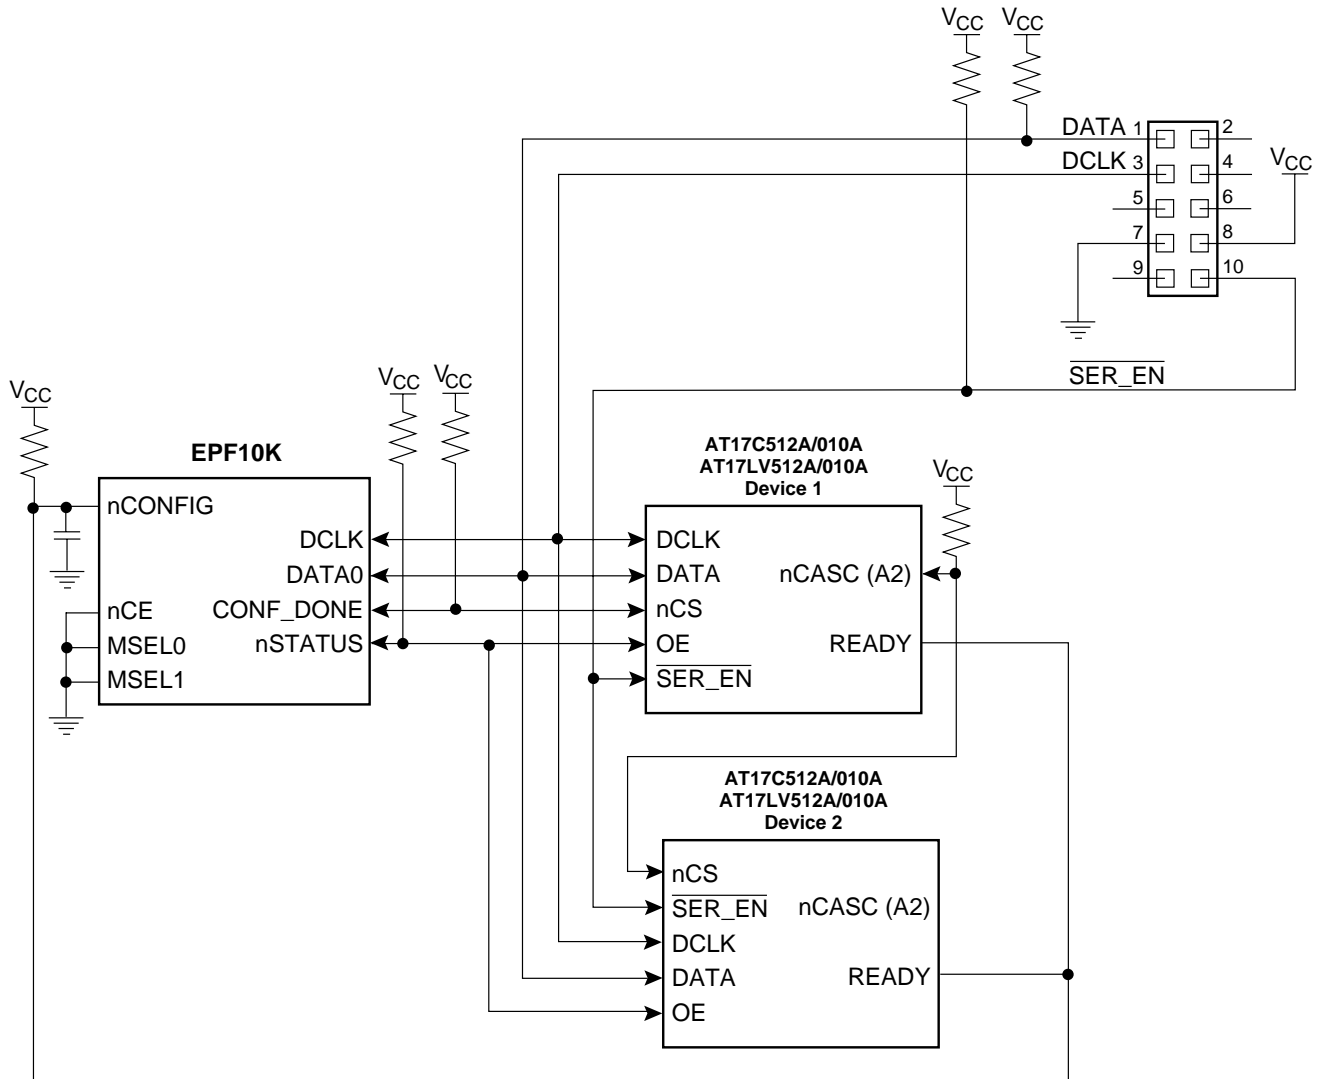 VCC VCC
DATA 1 2
DCLK 3 4 VCC
5 6
7 8
9 10
SER_EN
VCC VCC VCC
EPF10K
AT17C512A/010A
AT17LV512A/010A
Device 1
VCC
nCONFIG
DCLK
DATA0
nCE
CONF_DONE
MSEL0
nSTATUS
MSEL1
DCLK
DATA
nCASC (A2)
nCS
OE
READY
SER_EN
AT17C512A/010A
AT17LV512A/010A
Device 2
nCS
SER_EN
nCASC (A2)
DCLK
DATA
READY
OE